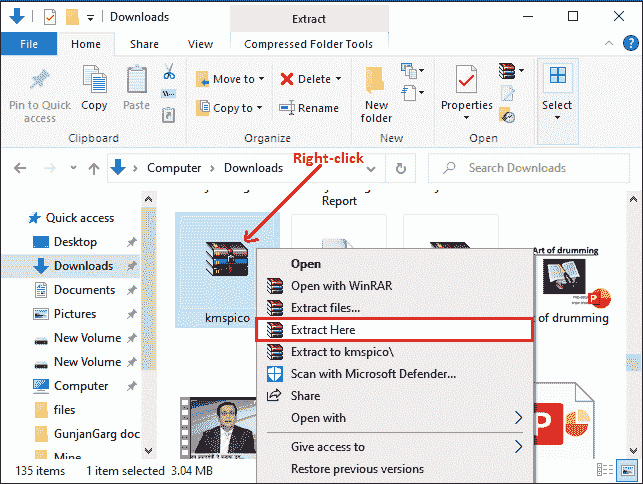 Downloads
Extract
File
Home
Share
View
Compressed Folder Tools
Pin to Quick
access
Copy
Paste
Move to
Copy to
Delete
Rename
New
folder
Properties
Select
Clipboard
Organize
New
Open
Computer
Downloads
Search Downloads
Right-click
Report
Quick access
Desktop
Downloads
Documents
Pictures
New Volume
New Volume
Computer
files
GunjanGarg doc
Mine
kmspico
Art of drumming
of drumming
Open
Open with WinRAR
Extract files...
Extract Here
Extract to kmspico\
Scan with Microsoft Defender...
Share
Open with
Give access to
Restore previous versions
135 items
1 item selected 3.04 MB